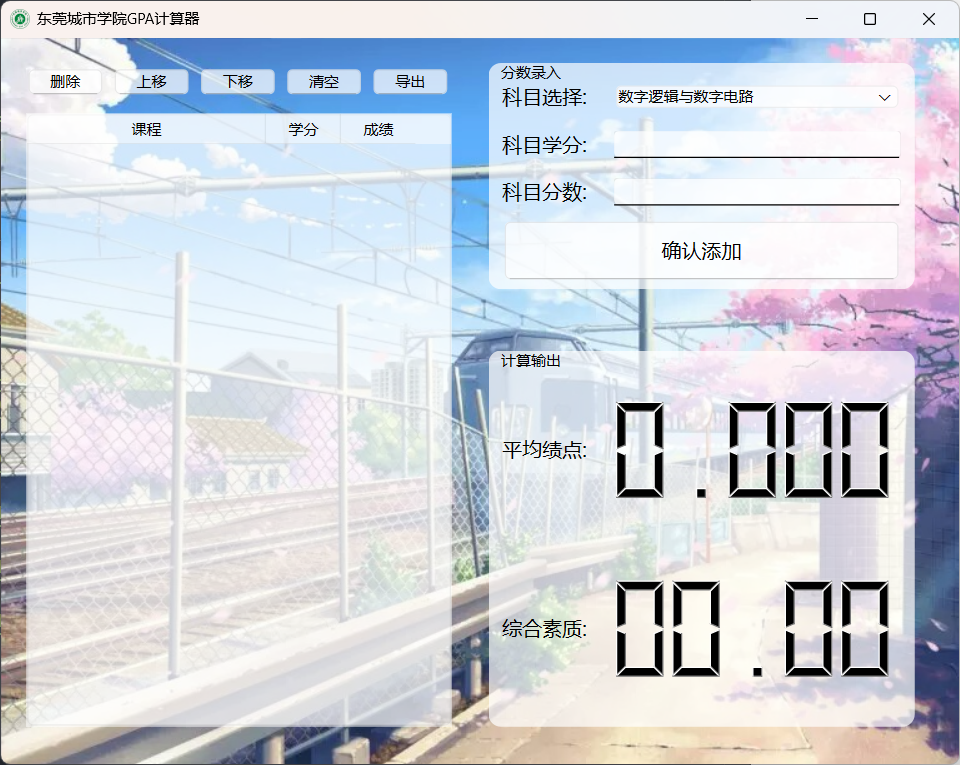 东莞城市学院GPA计算器
删除 上移 下移 清空 导出
课程 学分 成绩
分数录入
科目选择: 数字逻辑与数字电路
科目学分:
科目分数:
确认添加
计算输出
平均绩点: 0.000
综合素质: 00.00